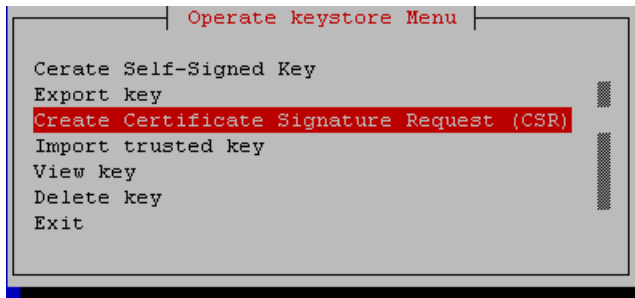 Operate keystore Menu
Cerate Self-Signed Key
Export key
Create Certificate Signature Request (CSR)
Import trusted key
View key
Delete key
Exit